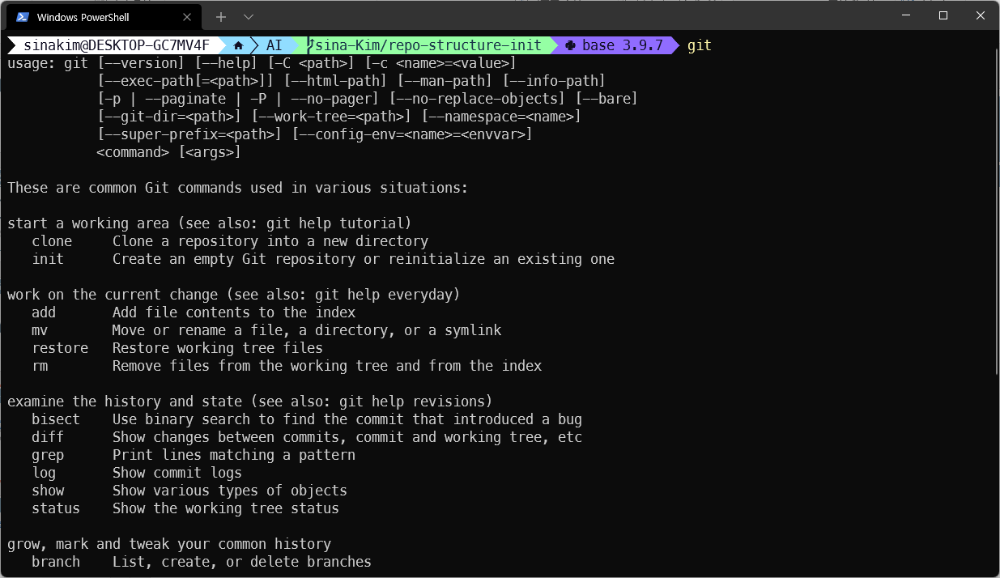 Windows PowerShell
sinakim@DESKTOP-GC7MV4F AI sina-Kim/repo-structure-init base 3.9.7 git
usage: git [--version] [--help] [-C <path>] [-c <name>=<value>]
           [--exec-path[=<path>]] [--html-path] [--man-path] [--info-path]
           [-p | --paginate | -P | --no-pager] [--no-replace-objects] [--bare]
           [--git-dir=<path>] [--work-tree=<path>] [--namespace=<name>]
           [--super-prefix=<path>] [--config-env=<name>=<envvar>]
           <command> [<args>]

These are common Git commands used in various situations:

start a working area (see also: git help tutorial)
   clone     Clone a repository into a new directory
   init      Create an empty Git repository or reinitialize an existing one

work on the current change (see also: git help everyday)
   add       Add file contents to the index
   mv        Move or rename a file, a directory, or a symlink
   restore   Restore working tree files
   rm        Remove files from the working tree and from the index

examine the history and state (see also: git help revisions)
   bisect    Use binary search to find the commit that introduced a bug
   diff      Show changes between commits, commit and working tree, etc
   grep      Print lines matching a pattern
   log       Show commit logs
   show      Show various types of objects
   status    Show the working tree status

grow, mark and tweak your common history
   branch    List, create, or delete branches